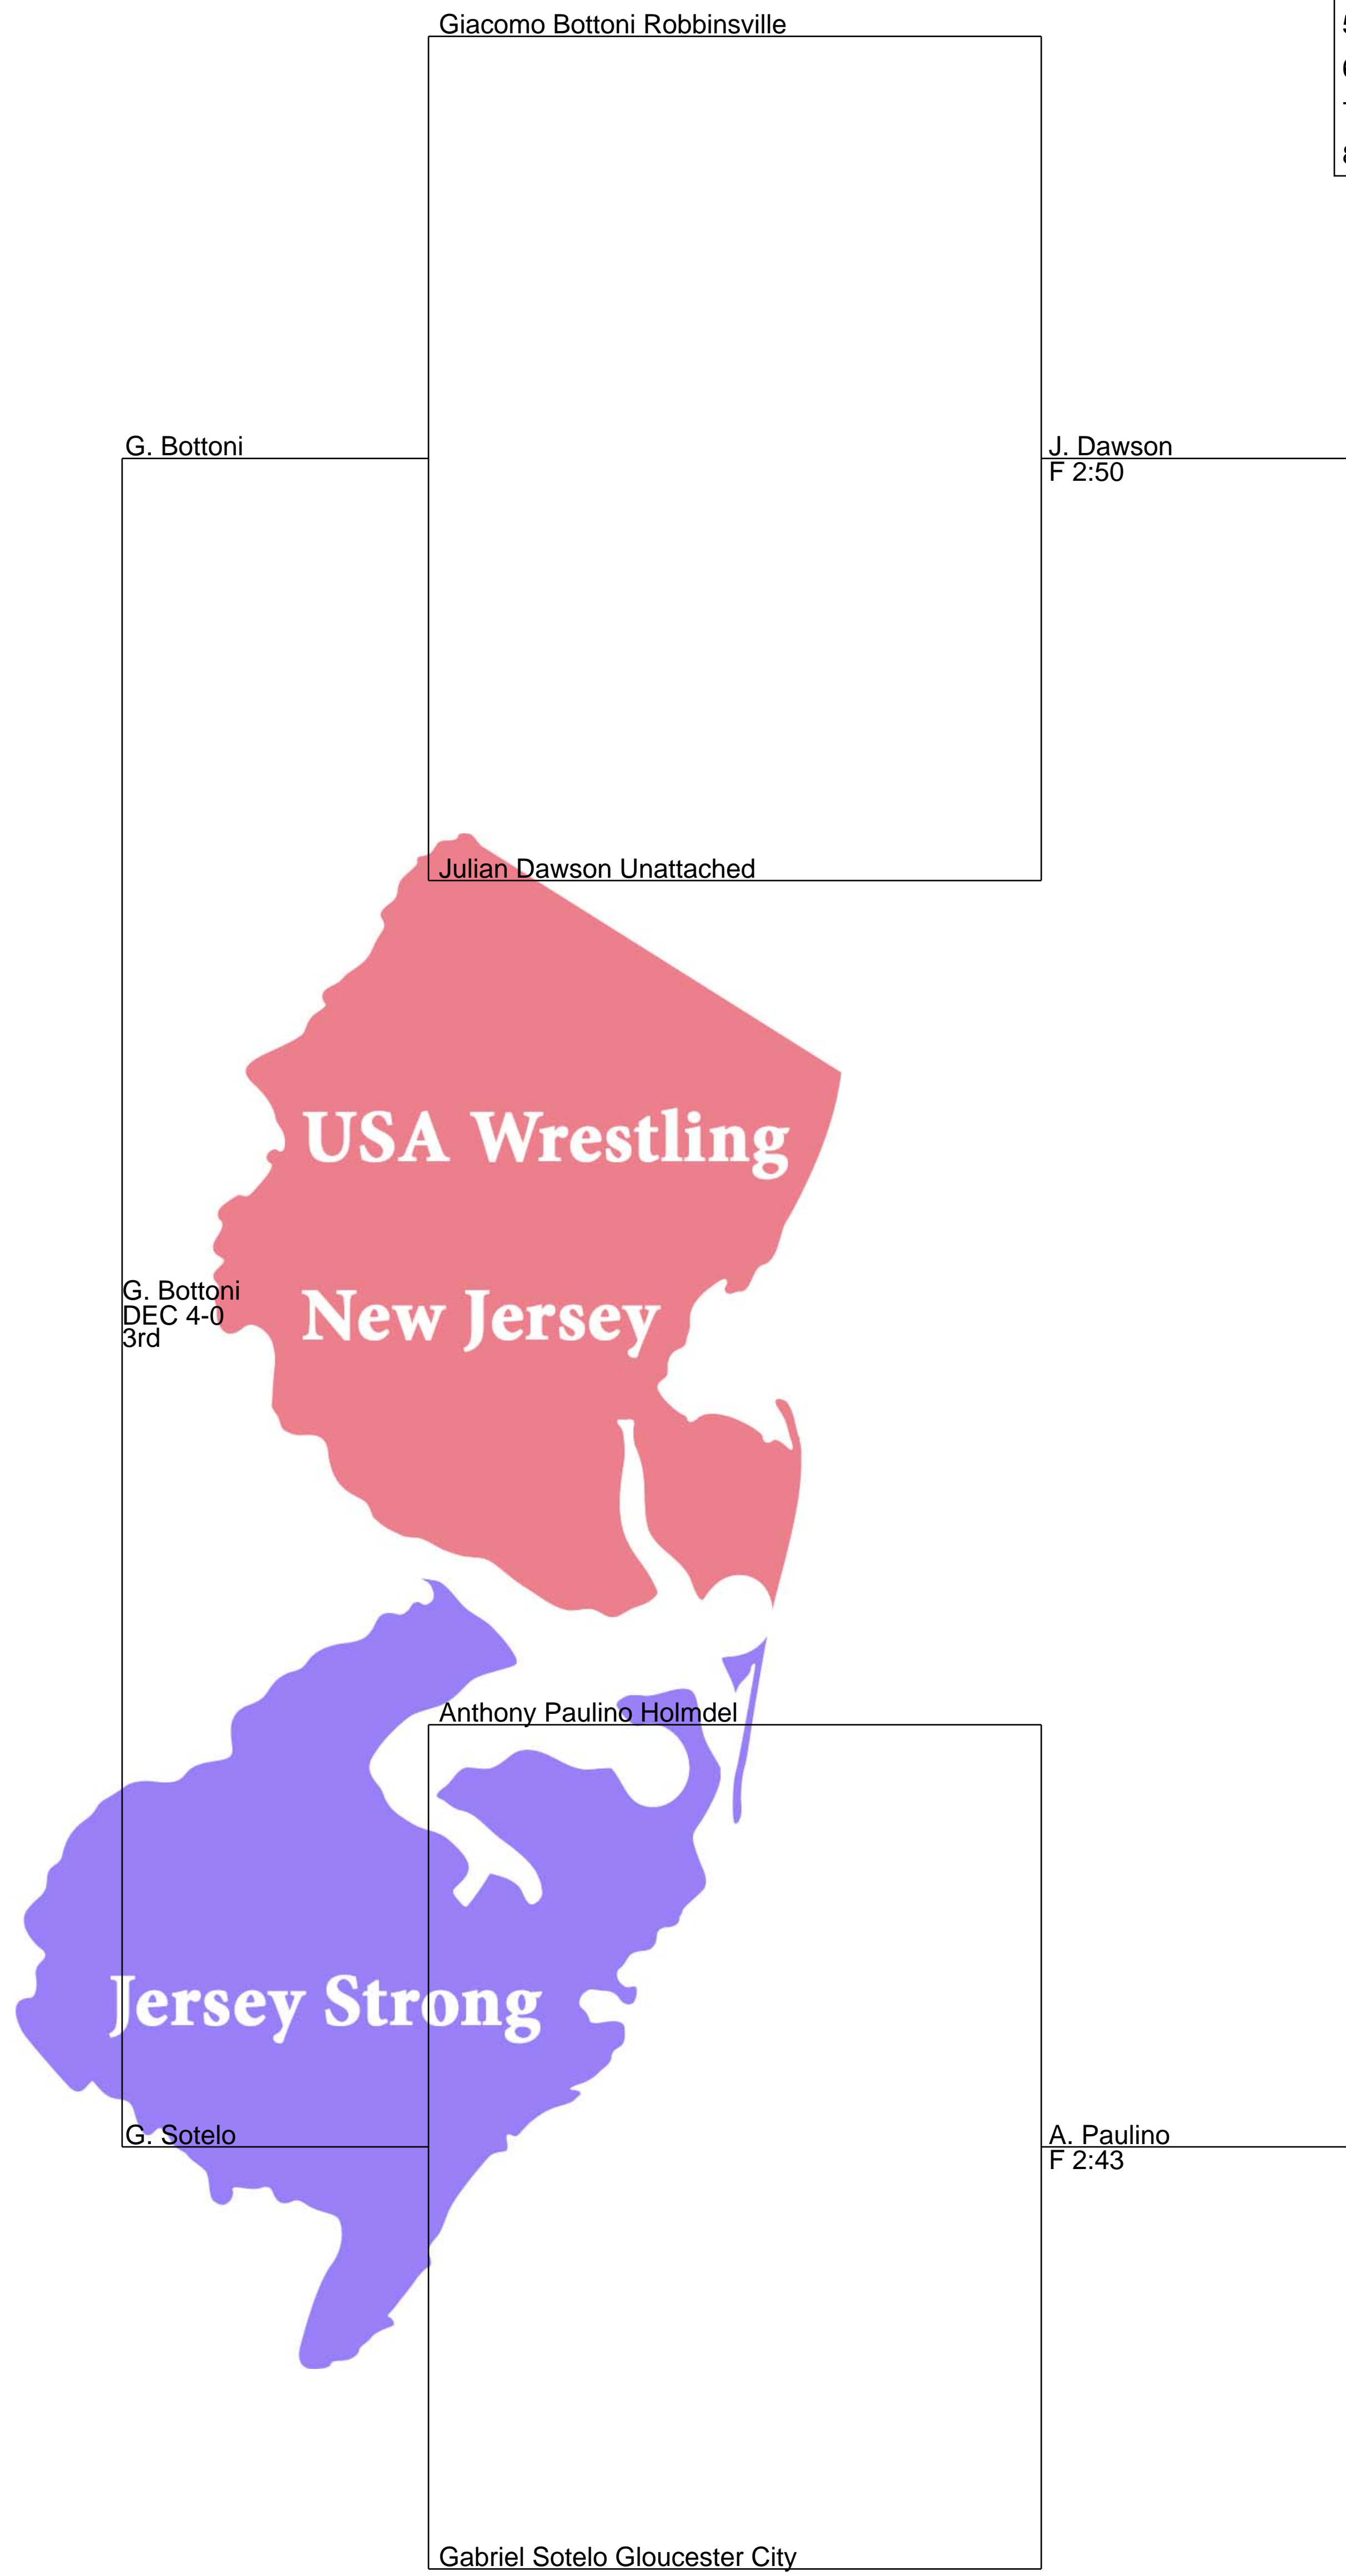 Giacomo Bottoni Robbinsville
G. Bottoni
J. Dawson
F 2:50
Julian Dawson Unattached
USA Wrestling
New Jersey
G. Bottoni
DEC 4-0
3rd
Anthony Paulino Holmdel
Jersey Strong
G. Sotelo
A. Paulino
F 2:43
Gabriel Sotelo Gloucester City